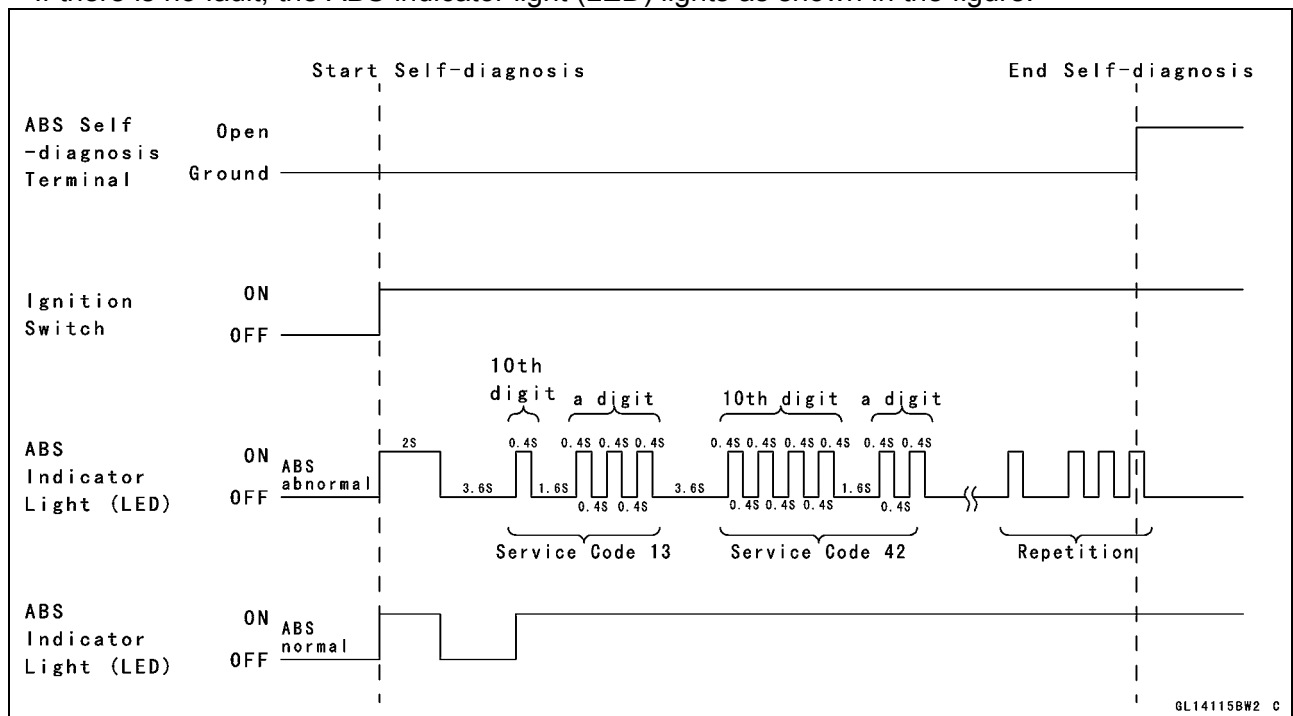 If there is no fault, the ABS indicator light (LED) lights as shown in the figure.
Start Self-diagnosis
End Self-diagnosis
ABS Self
-diagnosis
Terminal
Open
Ground
Ignition
Switch
ON
OFF
10th
digit
a digit
10th digit
a digit
ABS
Indicator
Light (LED)
ON
OFF
ABS
abnormal
2S
3.6S
0.4S
1.6S
0.4S 0.4S 0.4S
0.4S 0.4S
3.6S
0.4S 0.4S 0.4S 0.4S
0.4S 0.4S 0.4S
1.6S
0.4S 0.4S
0.4S
Service Code 13
Service Code 42
Repetition
ABS
Indicator
Light (LED)
ON
OFF
ABS
normal
GL14115BW2 C